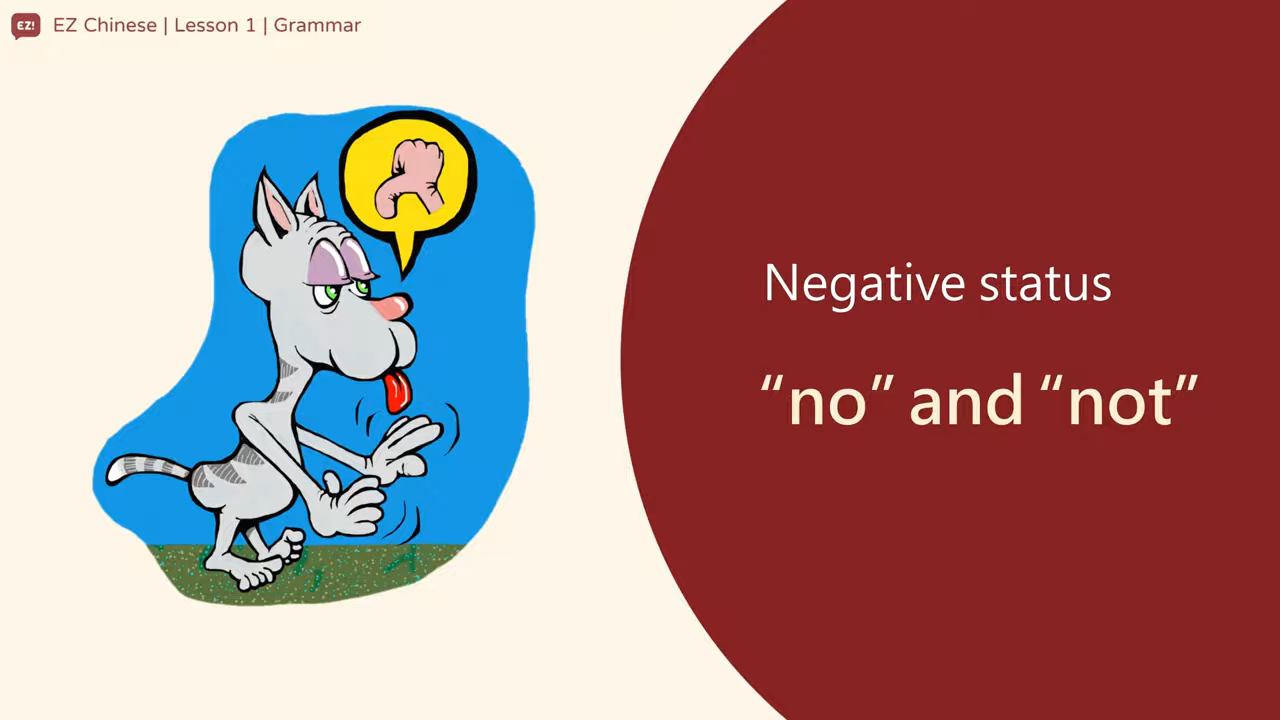 EZ!
EZ Chinese | Lesson 1 | Grammar
Negative status
“no” and “not”